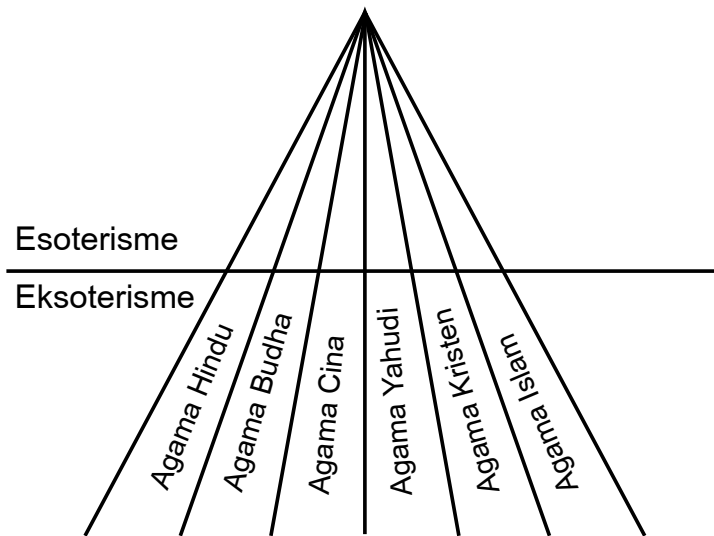 Esoterisme
Eksoterisme
Agama Hindu
Agama Budha
Agama Cina
Agama Yahudi
Agama Kristen
Agama Islam